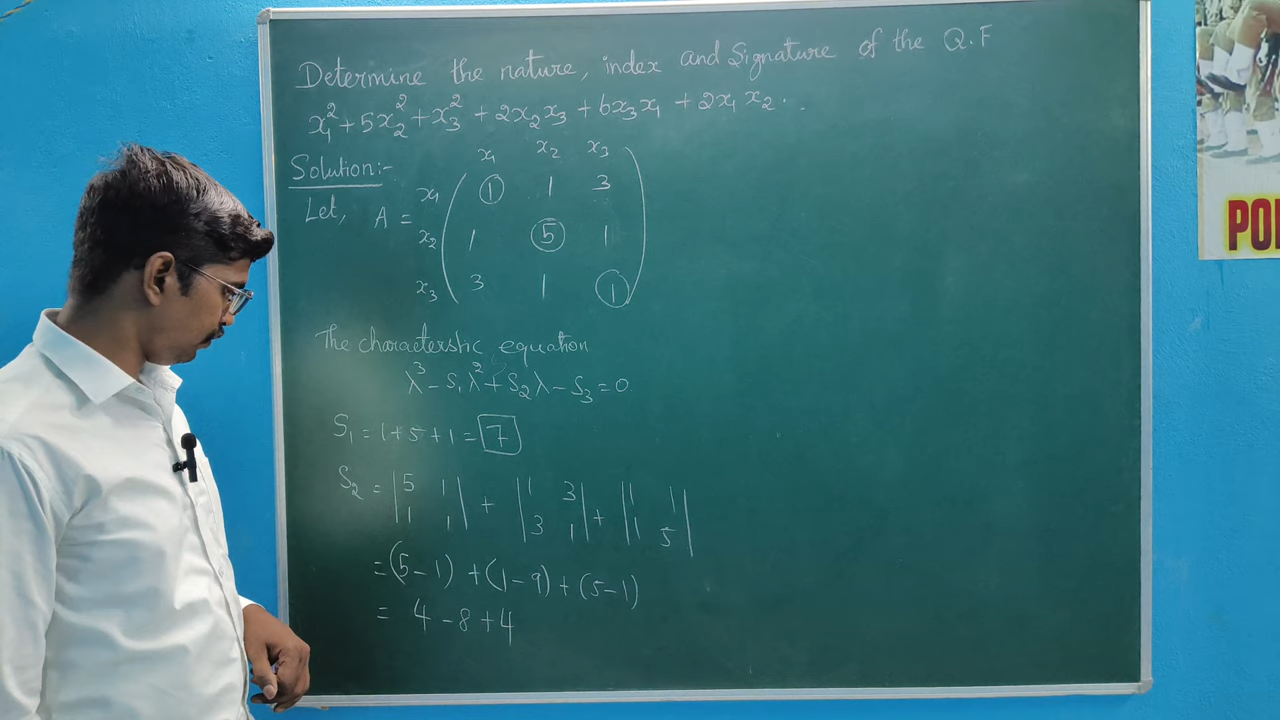 Determine the nature, index and Signature of the Q.F
x₁² + 5x₂² + x₃² + 2x₂x₃ + 6x₃x₁ + 2x₁x₂.
Solution:-
x₁ x₂ x₃
Let, A = x₁ ( 1 1 3
x₂ 1 5 1
x₃ 3 1 1 )
The characterstic equation
λ³ - S₁λ² + S₂λ - S₃ = 0
S₁ = 1+5+1 = 7
S₂ = |5 1| + |1 3| + |1 1|
|1 1| |3 1| |1 5|
= (5-1) + (1-9) + (5-1)
= 4 - 8 + 4